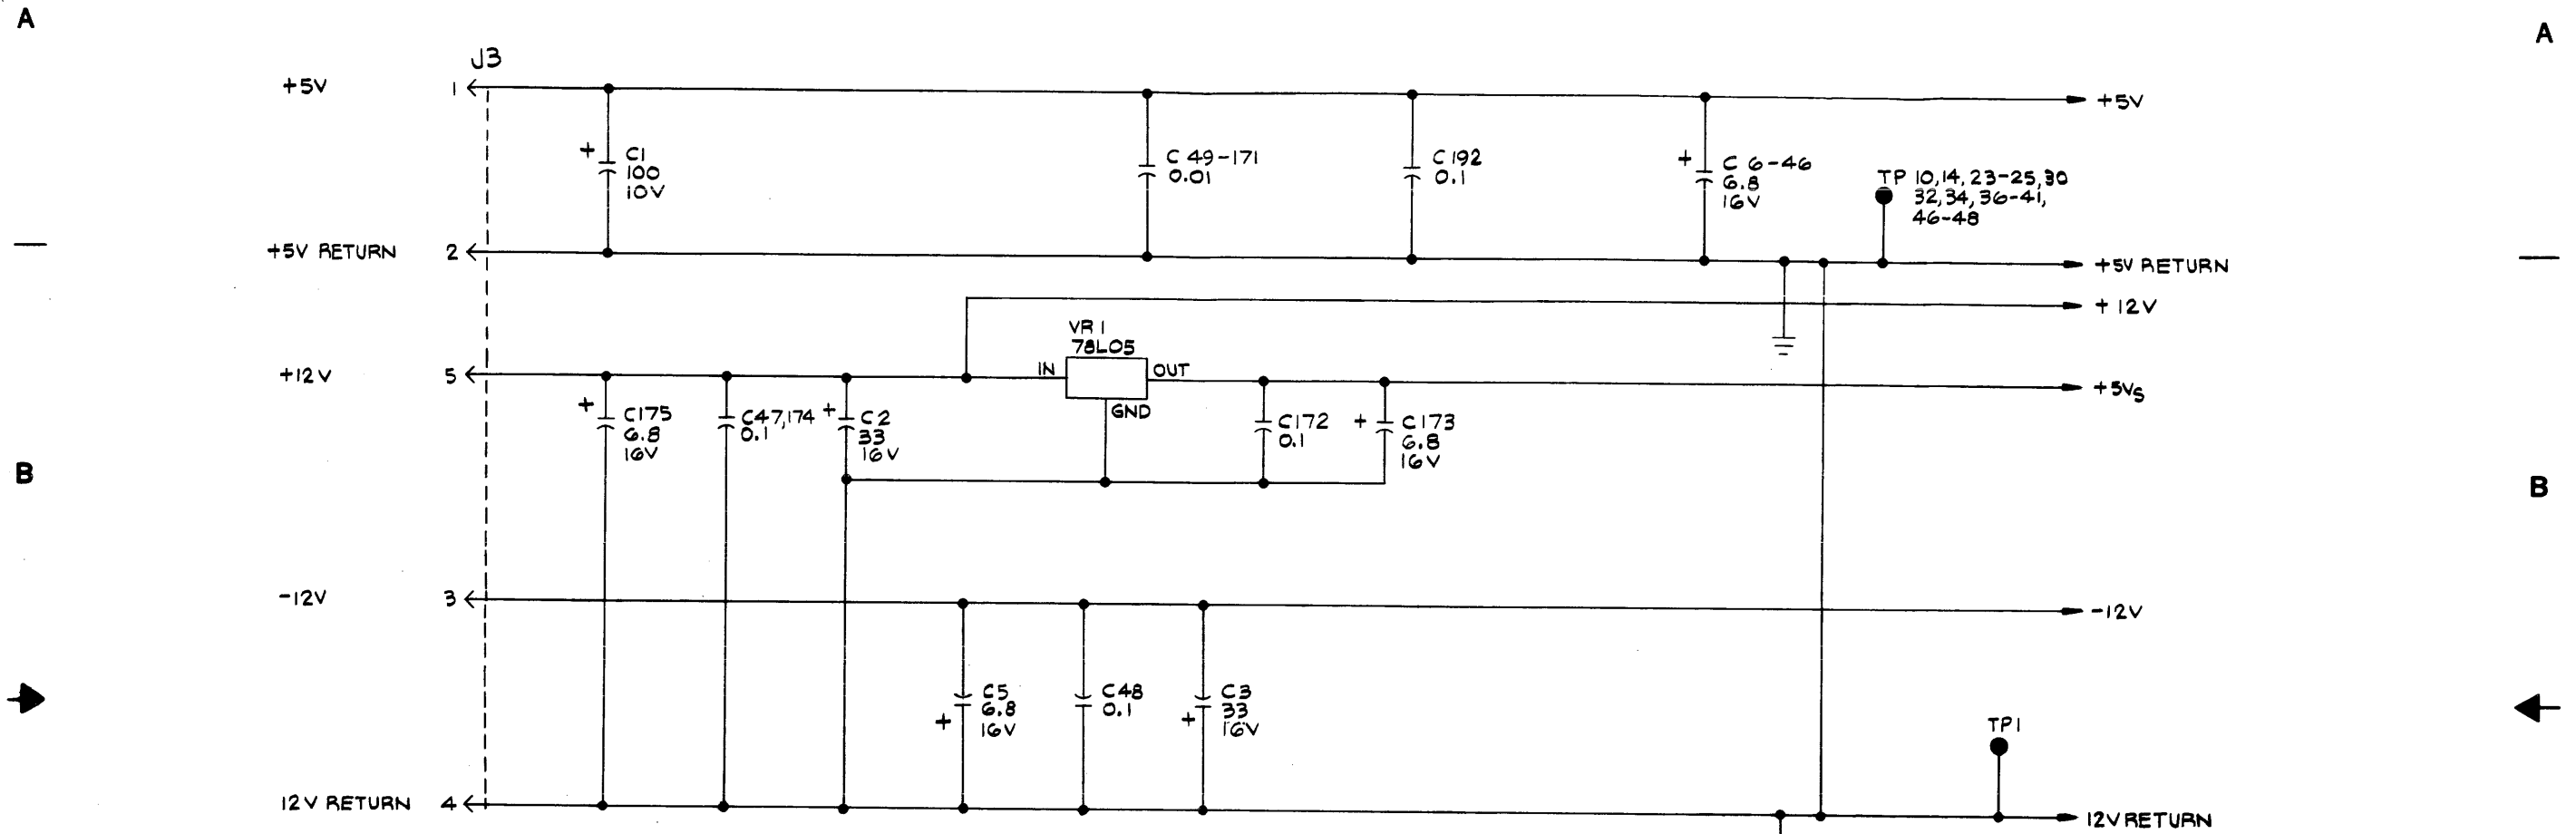 A
A
J3
+5V
1
+5V
+
C1
100
10V
C 49-171
0.01
C192
0.1
+
C 6-46
6.8
16V
TP 10,14,23-25,30
32,34,36-41,
46-48
+5V RETURN
2
+5V RETURN
+12V
VR1
78L05
+12V
5
IN
OUT
GND
+5Vs
+
C175
6.8
16V
C47,174
0.1
+
C2
33
16V
C172
0.1
+
C173
6.8
16V
B
B
-12V
3
-12V
C5
6.8
16V
+
C48
0.1
C3
33
16V
+
TP1
12V RETURN
4
12V RETURN